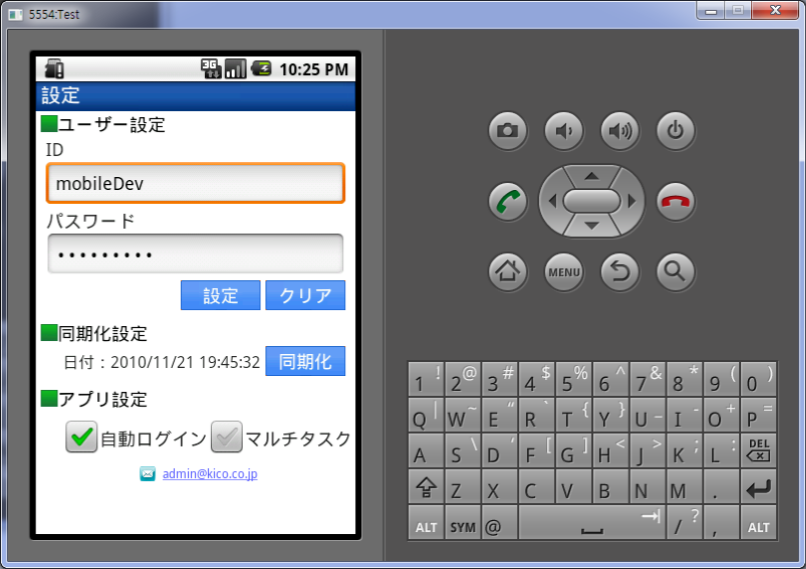 5554:Test
3G 10:25 PM
設定
ユーザー設定
ID
mobileDev
パスワード
•••••••••
設定 クリア
同期化設定
日付：2010/11/21 19:45:32 同期化
アプリ設定
自動ログイン マルチタスク
admin@kico.co.jp
MENU
1 ! 2 @ 3 # 4 $ 5 % 6 ^ 7 & 8 * 9 ( 0 )
Q | W ~ E “ R ` T { Y } U _ I - O + P =
A S \ D ‘ F [ G ] H < J > K ; L : DEL
Z X C V B N M .
ALT SYM @ / ? , ALT